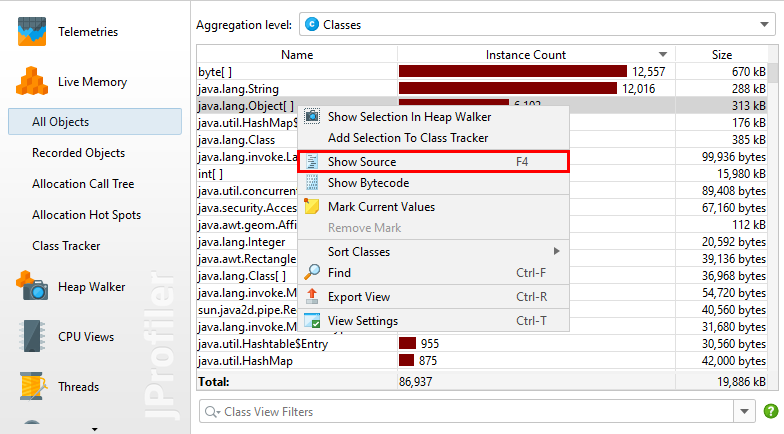 Telemetries
Live Memory
All Objects
Recorded Objects
Allocation Call Tree
Allocation Hot Spots
Class Tracker
Heap Walker
CPU Views
Threads
JProfiler
Aggregation level: C Classes
Name Instance Count Size
byte[ ] 12,557 670 kB
java.lang.String 12,016 288 kB
java.lang.Object[ ] 6,102 313 kB
java.util.HashMap$ 176 kB
java.lang.Class 385 kB
java.lang.invoke.La 99,936 bytes
int[ ] 15,980 kB
java.util.concurrent 89,408 bytes
java.security.Acces 67,160 bytes
java.awt.geom.Affi 112 kB
java.lang.Integer 20,592 bytes
java.awt.Rectangle 39,136 bytes
java.lang.Class[ ] 36,968 bytes
java.lang.invoke.M 54,720 bytes
sun.java2d.pipe.Re 40,560 bytes
java.lang.invoke.M 31,680 bytes
java.util.Hashtable$Entry 955 30,560 bytes
java.util.HashMap 875 42,000 bytes
Total: 86,937 19,886 kB
Show Selection In Heap Walker
Add Selection To Class Tracker
Show Source F4
Show Bytecode
Mark Current Values
Remove Mark
Sort Classes
Find Ctrl-F
Export View Ctrl-R
View Settings Ctrl-T
Class View Filters
?